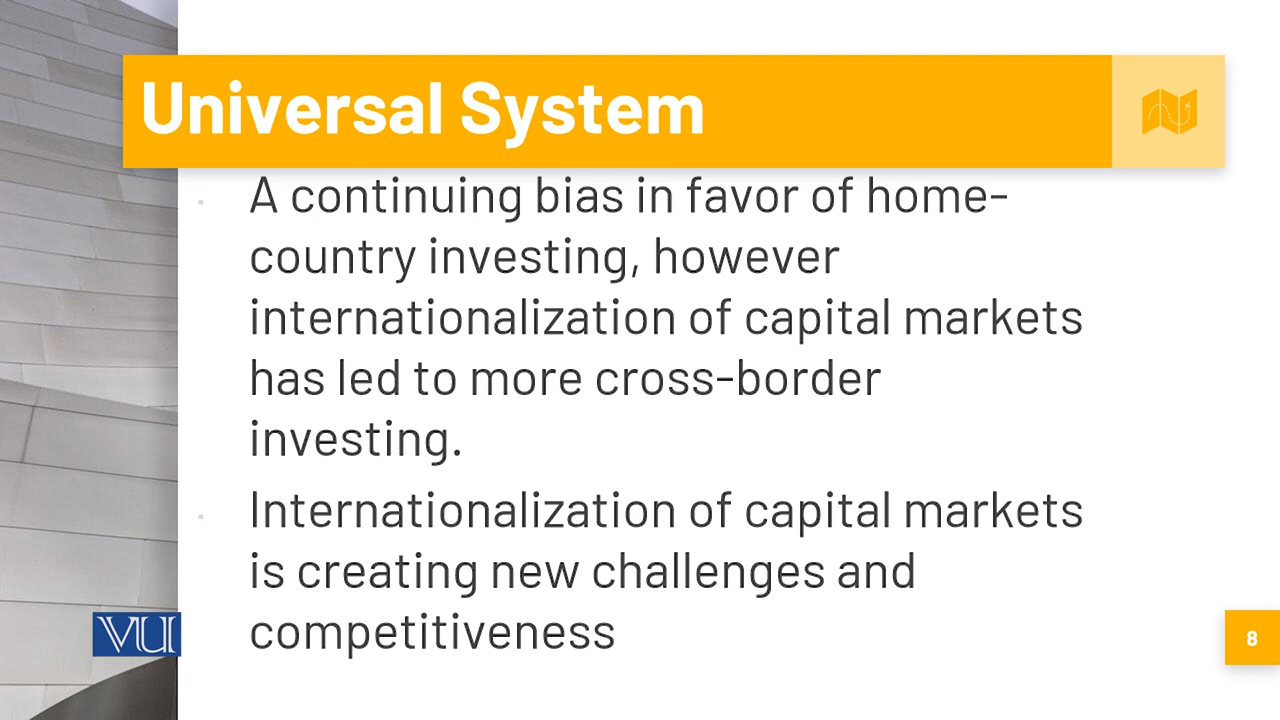 Universal System
A continuing bias in favor of home-
country investing, however
internationalization of capital markets
has led to more cross-border
investing.
Internationalization of capital markets
is creating new challenges and
competitiveness
VU
8